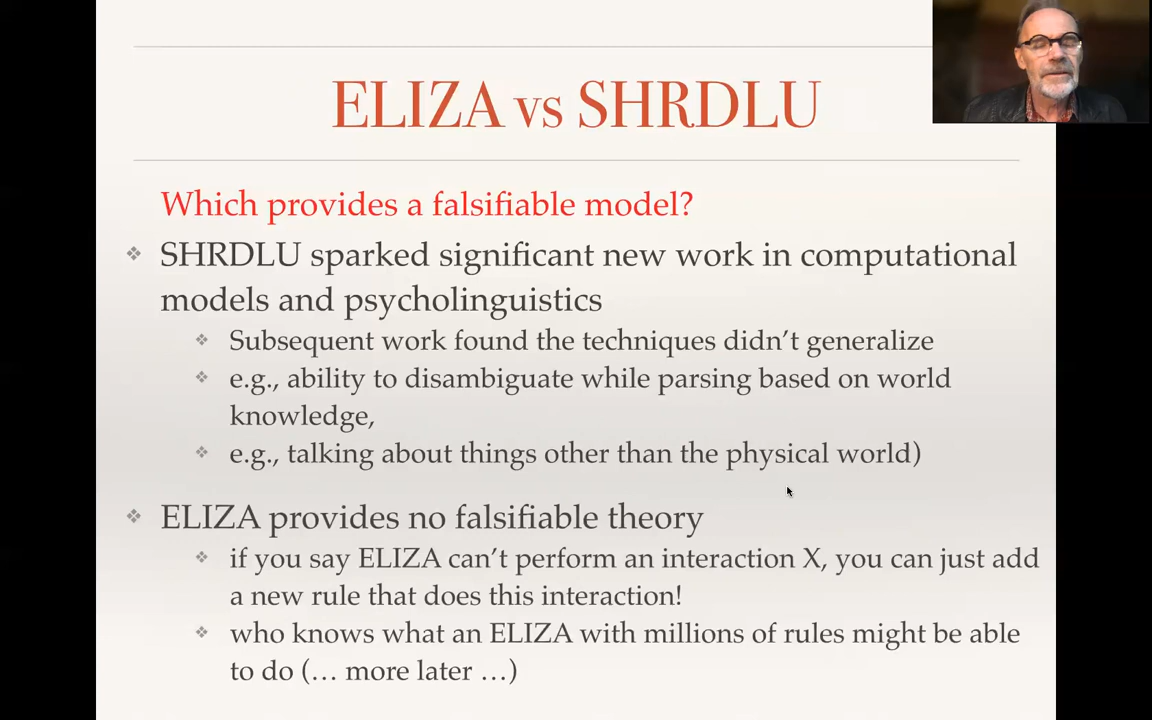 ELIZA vs SHRDLU
Which provides a falsifiable model?
❖ SHRDLU sparked significant new work in computational
models and psycholinguistics
❖ Subsequent work found the techniques didn’t generalize
❖ e.g., ability to disambiguate while parsing based on world
knowledge,
❖ e.g., talking about things other than the physical world)
❖ ELIZA provides no falsifiable theory
❖ if you say ELIZA can’t perform an interaction X, you can just add
a new rule that does this interaction!
❖ who knows what an ELIZA with millions of rules might be able
to do (… more later …)